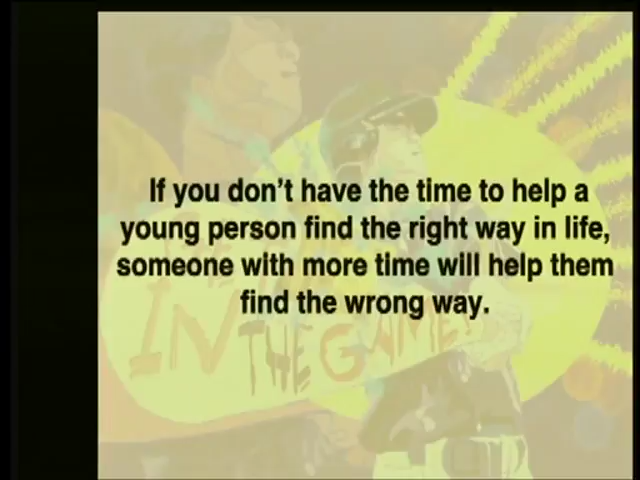 If you don't have the time to help a
young person find the right way in life,
someone with more time will help them
find the wrong way.
IN THE GAME